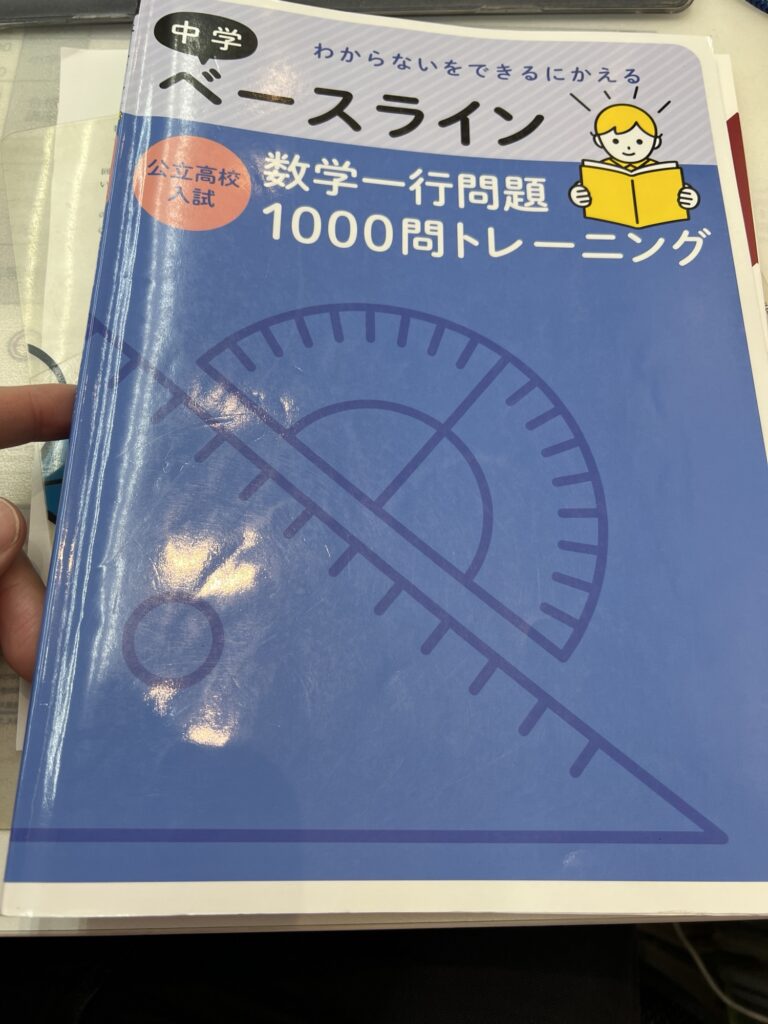 中学
わからないをできるにかえる
ベースライン
公立高校
入試
数学一行問題
1000問トレーニング